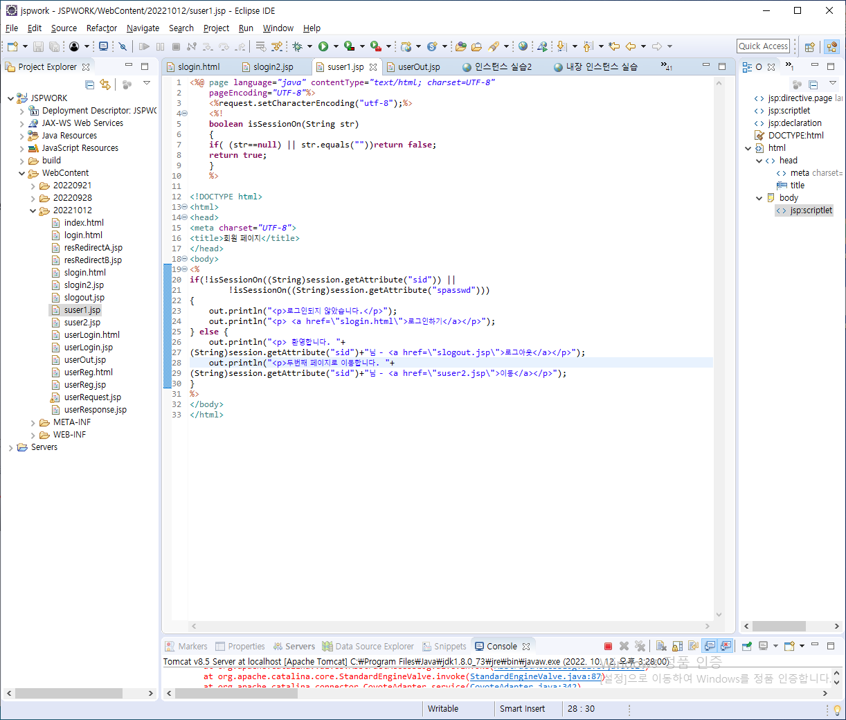 jspwork - JSPWORK/WebContent/20221012/suser1.jsp - Eclipse IDE
File Edit Source Refactor Navigate Search Project Run Window Help
Quick Access
Project Explorer
JSPWORK
Deployment Descriptor: JSPWC
JAX-WS Web Services
Java Resources
JavaScript Resources
build
WebContent
20220921
20220928
20221012
index.html
login.html
resRedirectA.jsp
resRedirectB.jsp
slogin.html
slogin2.jsp
slogout.jsp
suser1.jsp
suser2.jsp
userLogin.html
userLogin.jsp
userOut.jsp
userReg.html
userReg.jsp
userRequest.jsp
userResponse.jsp
META-INF
WEB-INF
Servers
slogin.html slogin2.jsp suser1.jsp userOut.jsp 인스턴스 실습2 내장 인스턴스 실습 »41
1 <%@ page language="java" contentType="text/html; charset=UTF-8"
2 pageEncoding="UTF-8"%>
3 <%request.setCharacterEncoding("utf-8");%>
4 <%!
5 boolean isSessionOn(String str)
6 {
7 if( (str==null) || str.equals(""))return false;
8 return true;
9 }
10 %>
11
12 <!DOCTYPE html>
13 <html>
14 <head>
15 <meta charset="UTF-8">
16 <title>회원 페이지</title>
17 </head>
18 <body>
19 <%
20 if(!isSessionOn((String)session.getAttribute("sid")) ||
21 !isSessionOn((String)session.getAttribute("spasswd")))
22 {
23 out.println("<p>로그인되지 않았습니다.</p>");
24 out.println("<p> <a href=\"slogin.html\">로그인하기</a></p>");
25 } else {
26 out.println("<p> 환영합니다. "+
27 (String)session.getAttribute("sid")+"님 - <a href=\"slogout.jsp\">로그아웃</a></p>");
28 out.println("<p>두번째 페이지로 이동합니다. "+
29 (String)session.getAttribute("sid")+"님 - <a href=\"suser2.jsp\">이동</a></p>");
30 }
31 %>
32 </body>
33 </html>
O »1
jsp:directive.page lan
jsp:scriptlet
jsp:declaration
DOCTYPE:html
html
head
meta charset=
title
body
jsp:scriptlet
Markers Properties Servers Data Source Explorer Snippets Console
Tomcat v8.5 Server at localhost [Apache Tomcat] C:₩Program Files₩Java₩jdk1.8.0_73₩jre₩bin₩javaw.exe (2022. 10. 12. 오후 3:28:00)
정품 인증
at org.apache.catalina.core.StandardEngineValve.invoke(StandardEngineValve.java:87)
[설정]으로 이동하여 Windows를 정품 인증합니다.
at org.apache.catalina.connector.CoyoteAdapter.service(CoyoteAdapter.java:342)
Writable Smart Insert 28 : 30